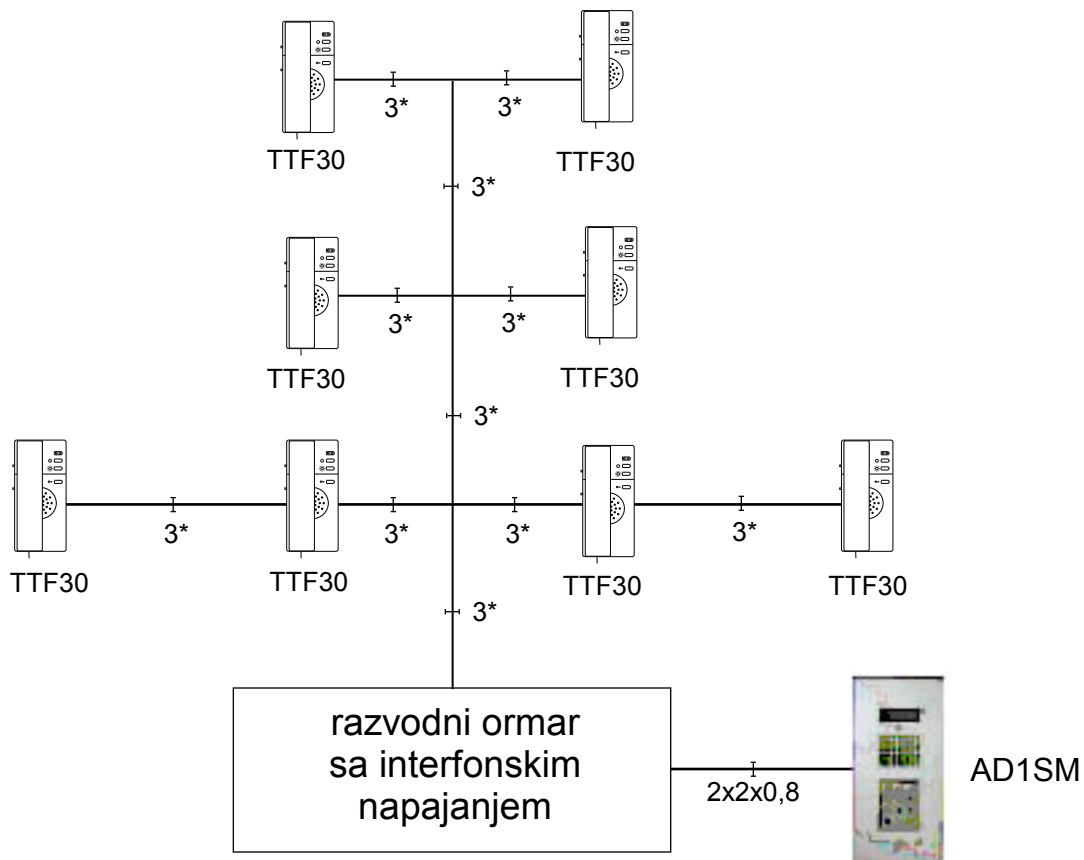 3*
3*
TTF30
TTF30
3*
3*
3*
TTF30
TTF30
3*
3*
3*
3*
3*
TTF30
TTF30
TTF30
TTF30
3*
razvodni ormar
sa interfonskim
napajanjem
2x2x0,8
AD1SM